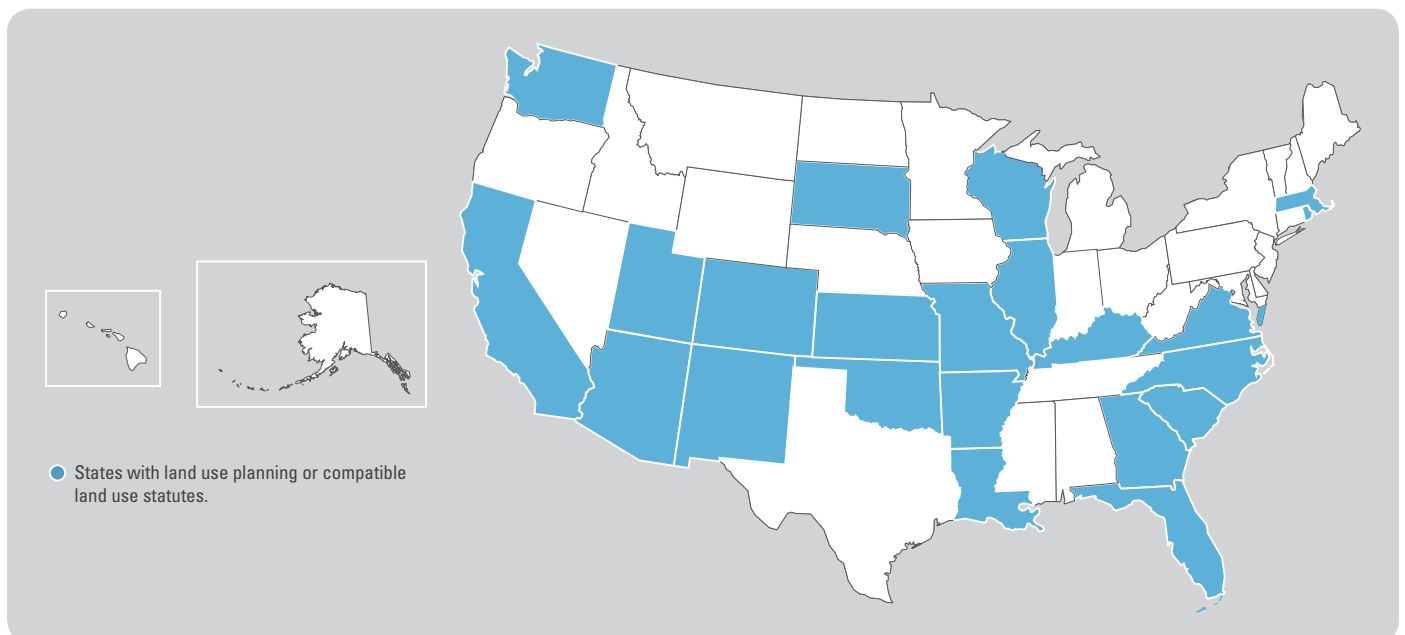 States with land use planning or compatible
land use statutes.